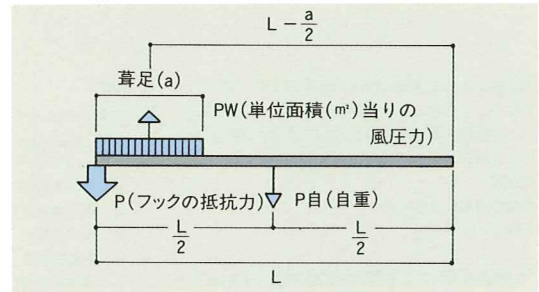 L − a/2
葺足(a)
PW(単位面積(㎡)当りの
風圧力)
P(フックの抵抗力)
P自(自重)
L/2
L/2
L